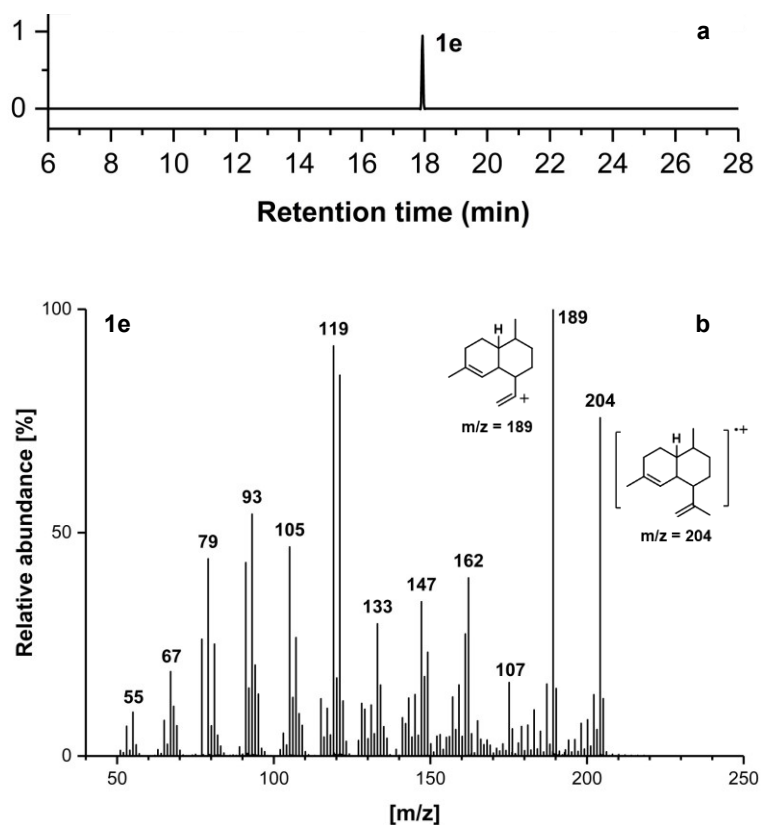 1
a
1e
0
6 8 10 12 14 16 18 20 22 24 26 28
Retention time (min)
100
1e
119
189
b
H
+
m/z = 189
204
H
•+
m/z = 204
93
105
50
79
162
147
133
67
107
55
0
50 100 150 200 250
Relative abundance [%]
[m/z]